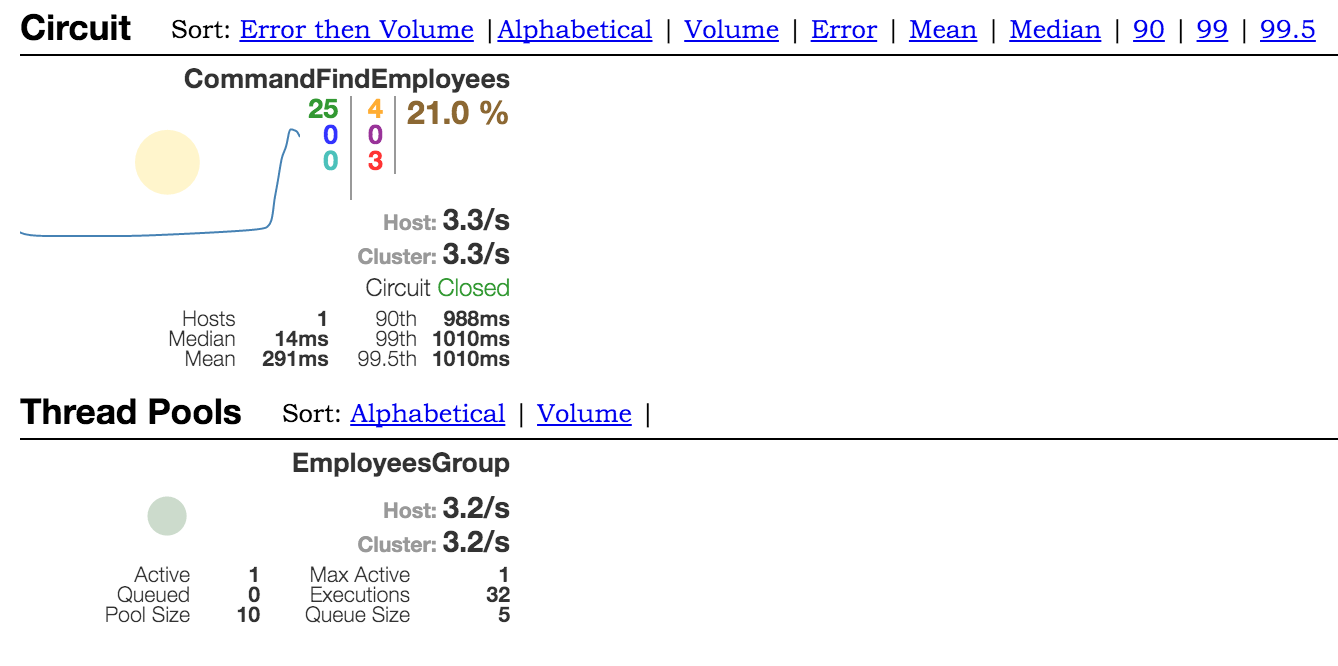 Circuit Sort: Error then Volume | Alphabetical | Volume | Error | Mean | Median | 90 | 99 | 99.5
CommandFindEmployees
25 4 21.0 %
0 0
0 3
Host: 3.3/s
Cluster: 3.3/s
Circuit Closed
Hosts 1 90th 988ms
Median 14ms 99th 1010ms
Mean 291ms 99.5th 1010ms
Thread Pools Sort: Alphabetical | Volume |
EmployeesGroup
Host: 3.2/s
Cluster: 3.2/s
Active 1 Max Active 1
Queued 0 Executions 32
Pool Size 10 Queue Size 5